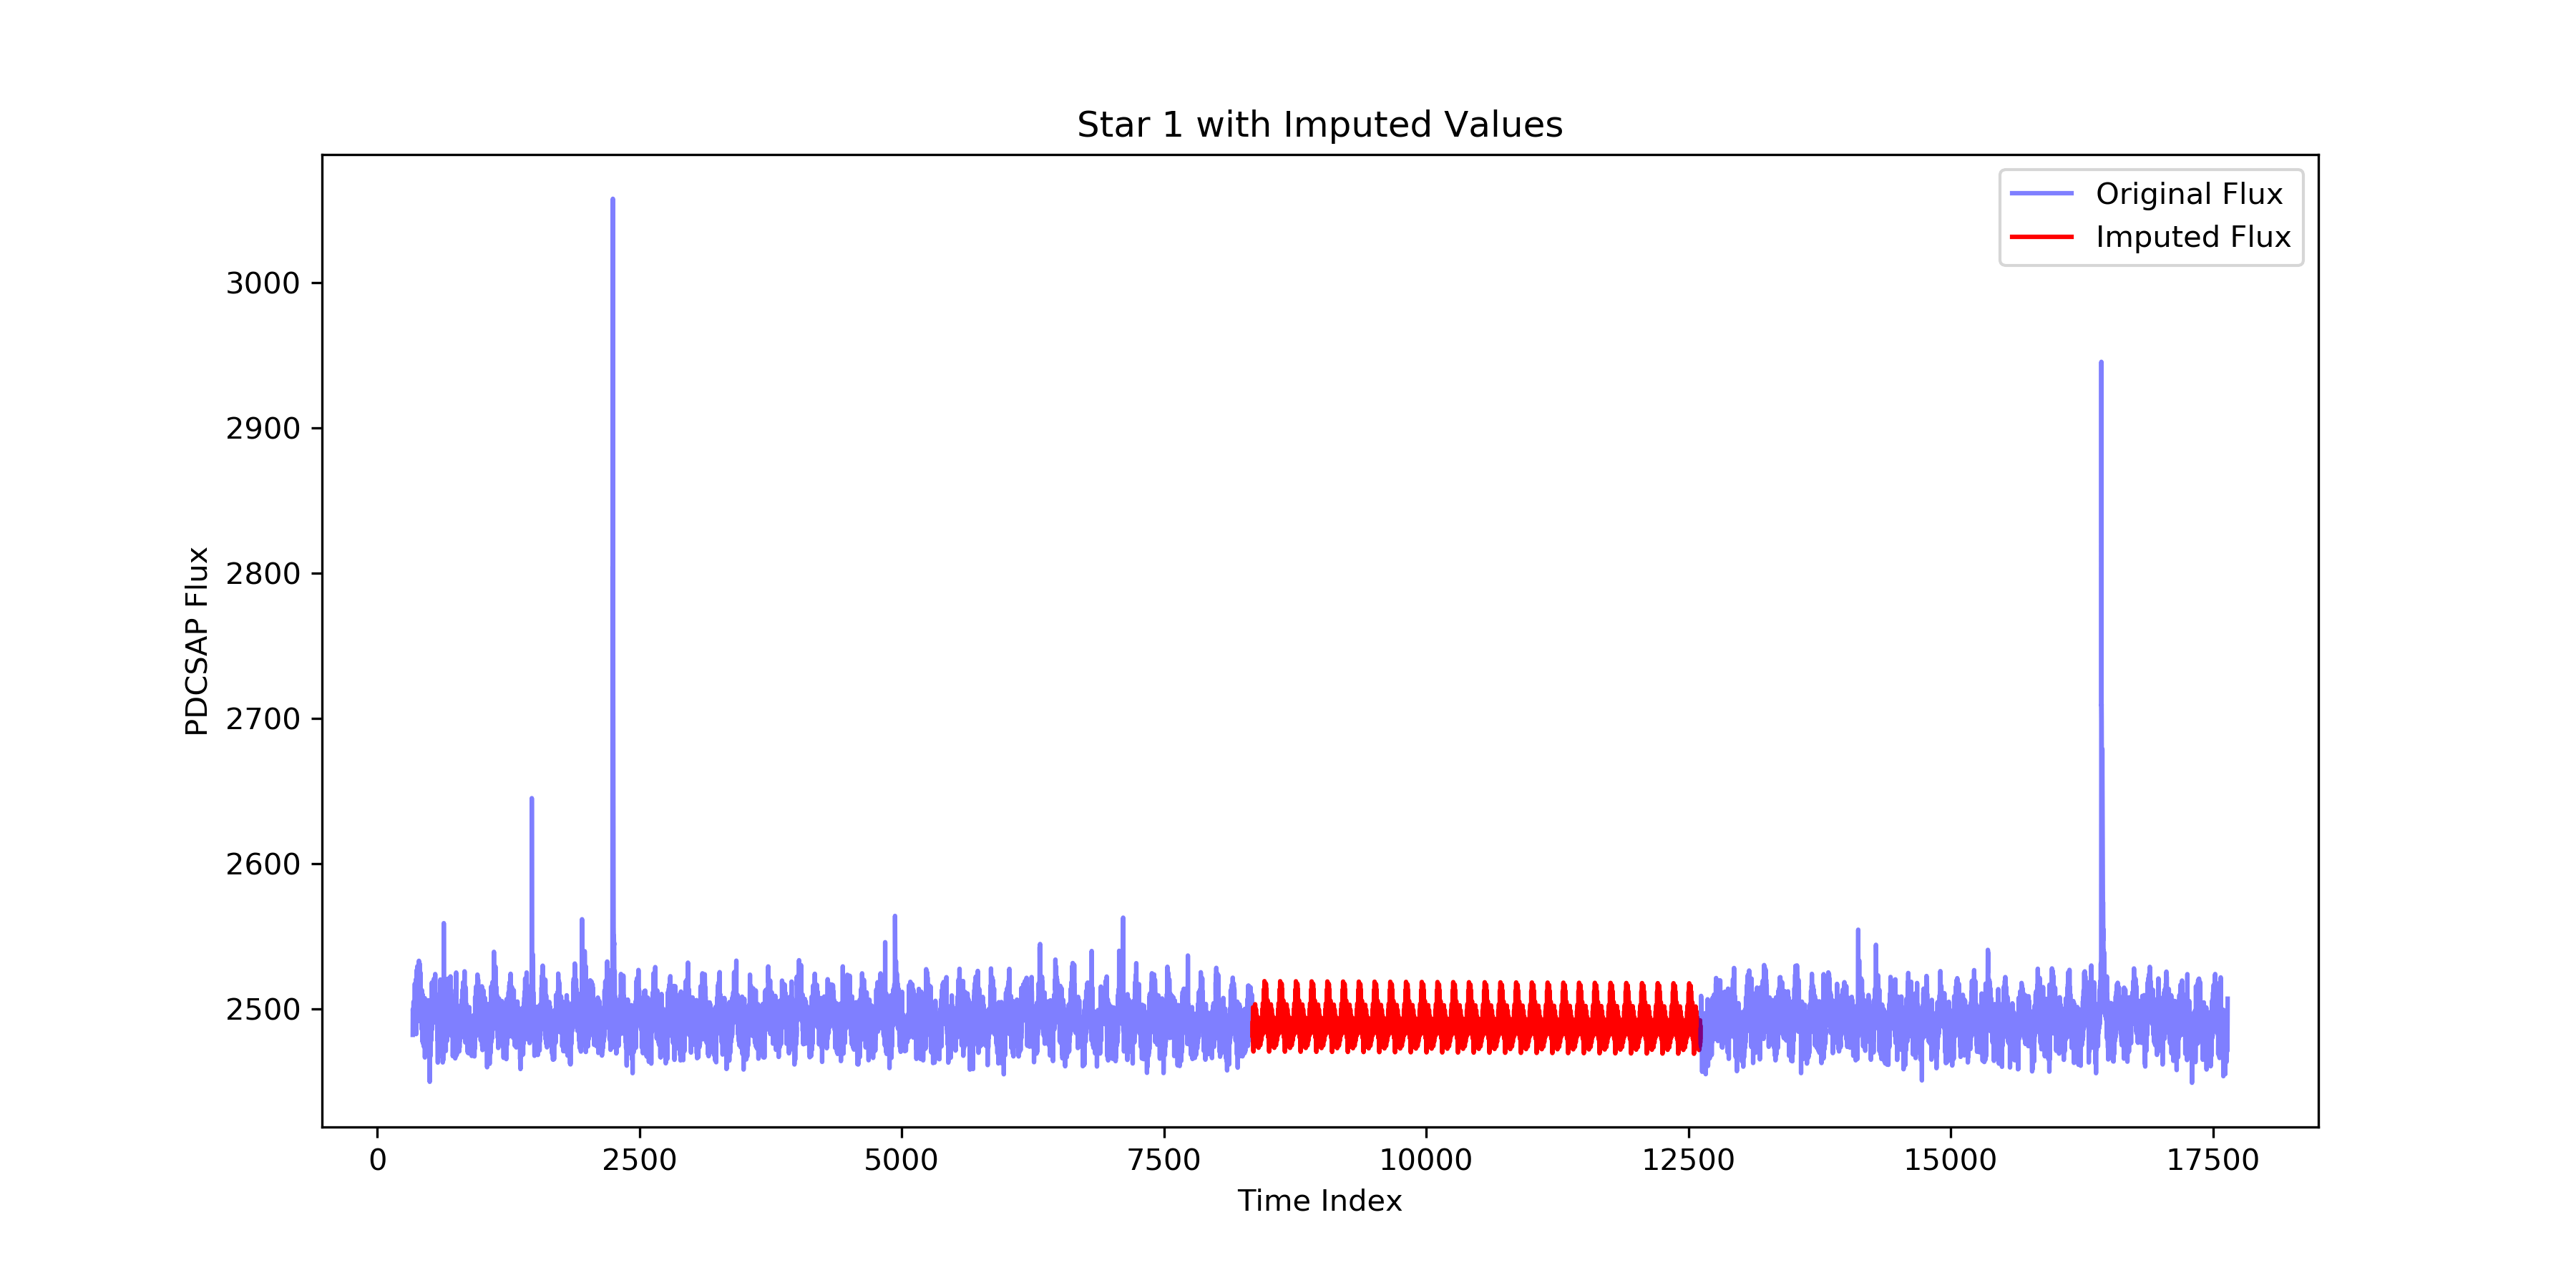 Star 1 with Imputed Values
Original Flux
Imputed Flux
PDCSAP Flux
3000
2900
2800
2700
2600
2500
0 2500 5000 7500 10000 12500 15000 17500
Time Index